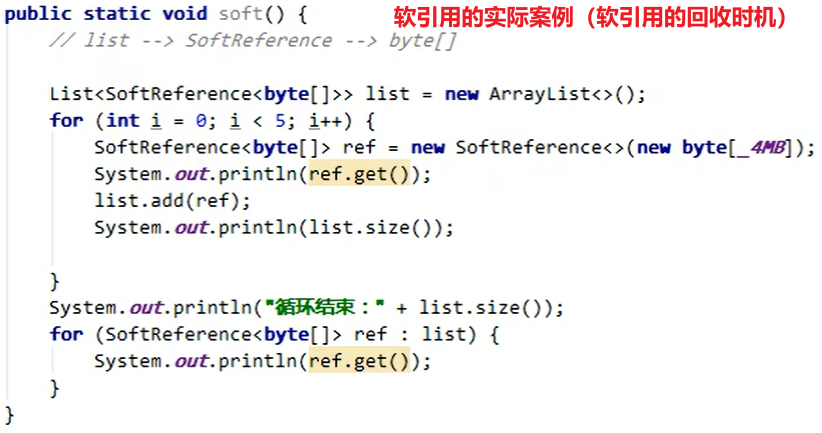 public static void soft() {
软引用的实际案例（软引用的回收时机）
// list --> SoftReference --> byte[]
List<SoftReference<byte[]>> list = new ArrayList<>();
for (int i = 0; i < 5; i++) {
SoftReference<byte[]> ref = new SoftReference<>(new byte[_4MB]);
System.out.println(ref.get());
list.add(ref);
System.out.println(list.size());
}
System.out.println("循环结束：" + list.size());
for (SoftReference<byte[]> ref : list) {
System.out.println(ref.get());
}
}